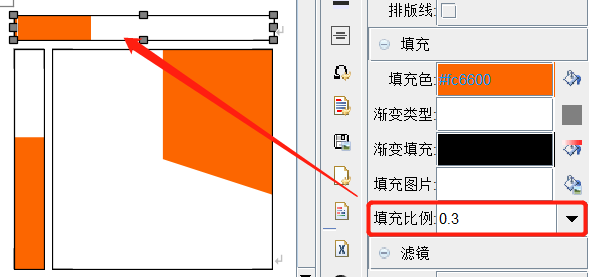 排版线:
填充
填充色: #fc6600
渐变类型:
渐变填充:
填充图片:
填充比例: 0.3
滤镜